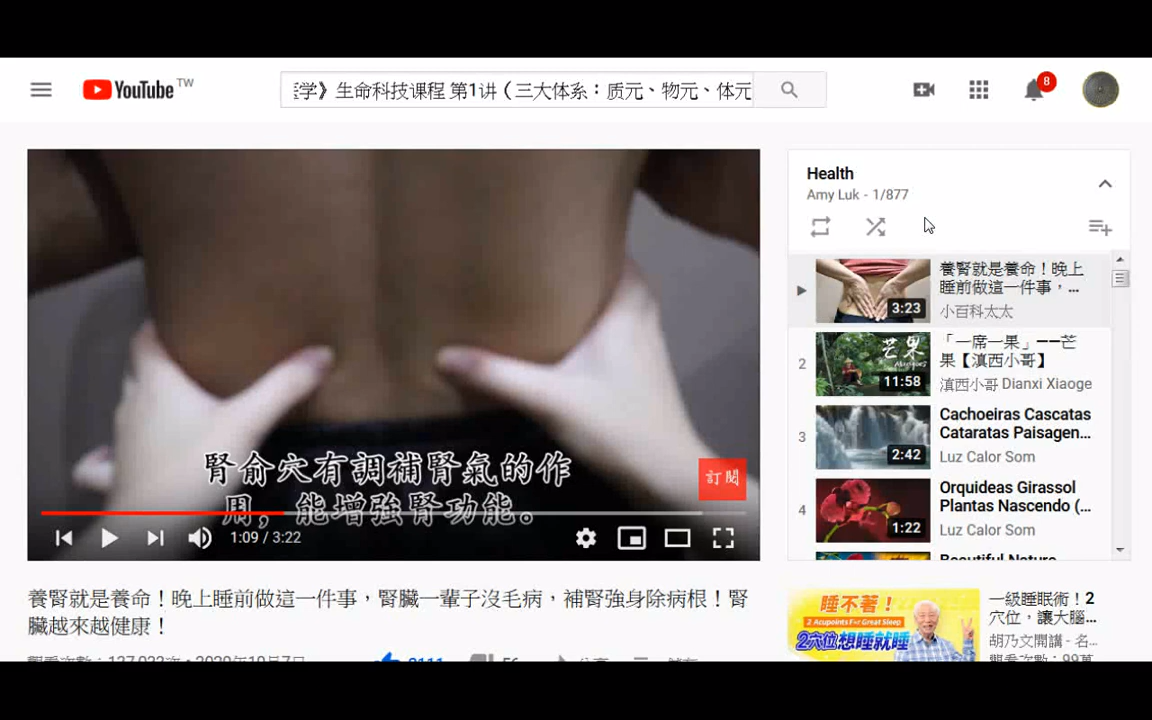 YouTube TW
学》生命科技课程 第1讲（三大体系：质元、物元、体元
8
Health
Amy Luk - 1/877
養腎就是養命！晚上
睡前做這一件事，...
小百科太太
3:23
2
「一席一果」——芒
果【滇西小哥】
滇西小哥 Dianxi Xiaoge
芒果
11:58
3
Cachoeiras Cascatas
Cataratas Paisagen...
Luz Calor Som
2:42
4
Orquideas Girassol
Plantas Nascendo (...
Luz Calor Som
1:22
Beautiful Nature
腎俞穴有調補腎氣的作
用，能增強腎功能。
訂閱
1:09 / 3:22
養腎就是養命！晚上睡前做這一件事，腎臟一輩子沒毛病，補腎強身除病根！腎
臟越來越健康！
睡不著！
2 Acupoints For Great Sleep
2穴位想睡就睡
一級睡眠術！2
穴位，讓大腦...
胡乃文開講 - 名...